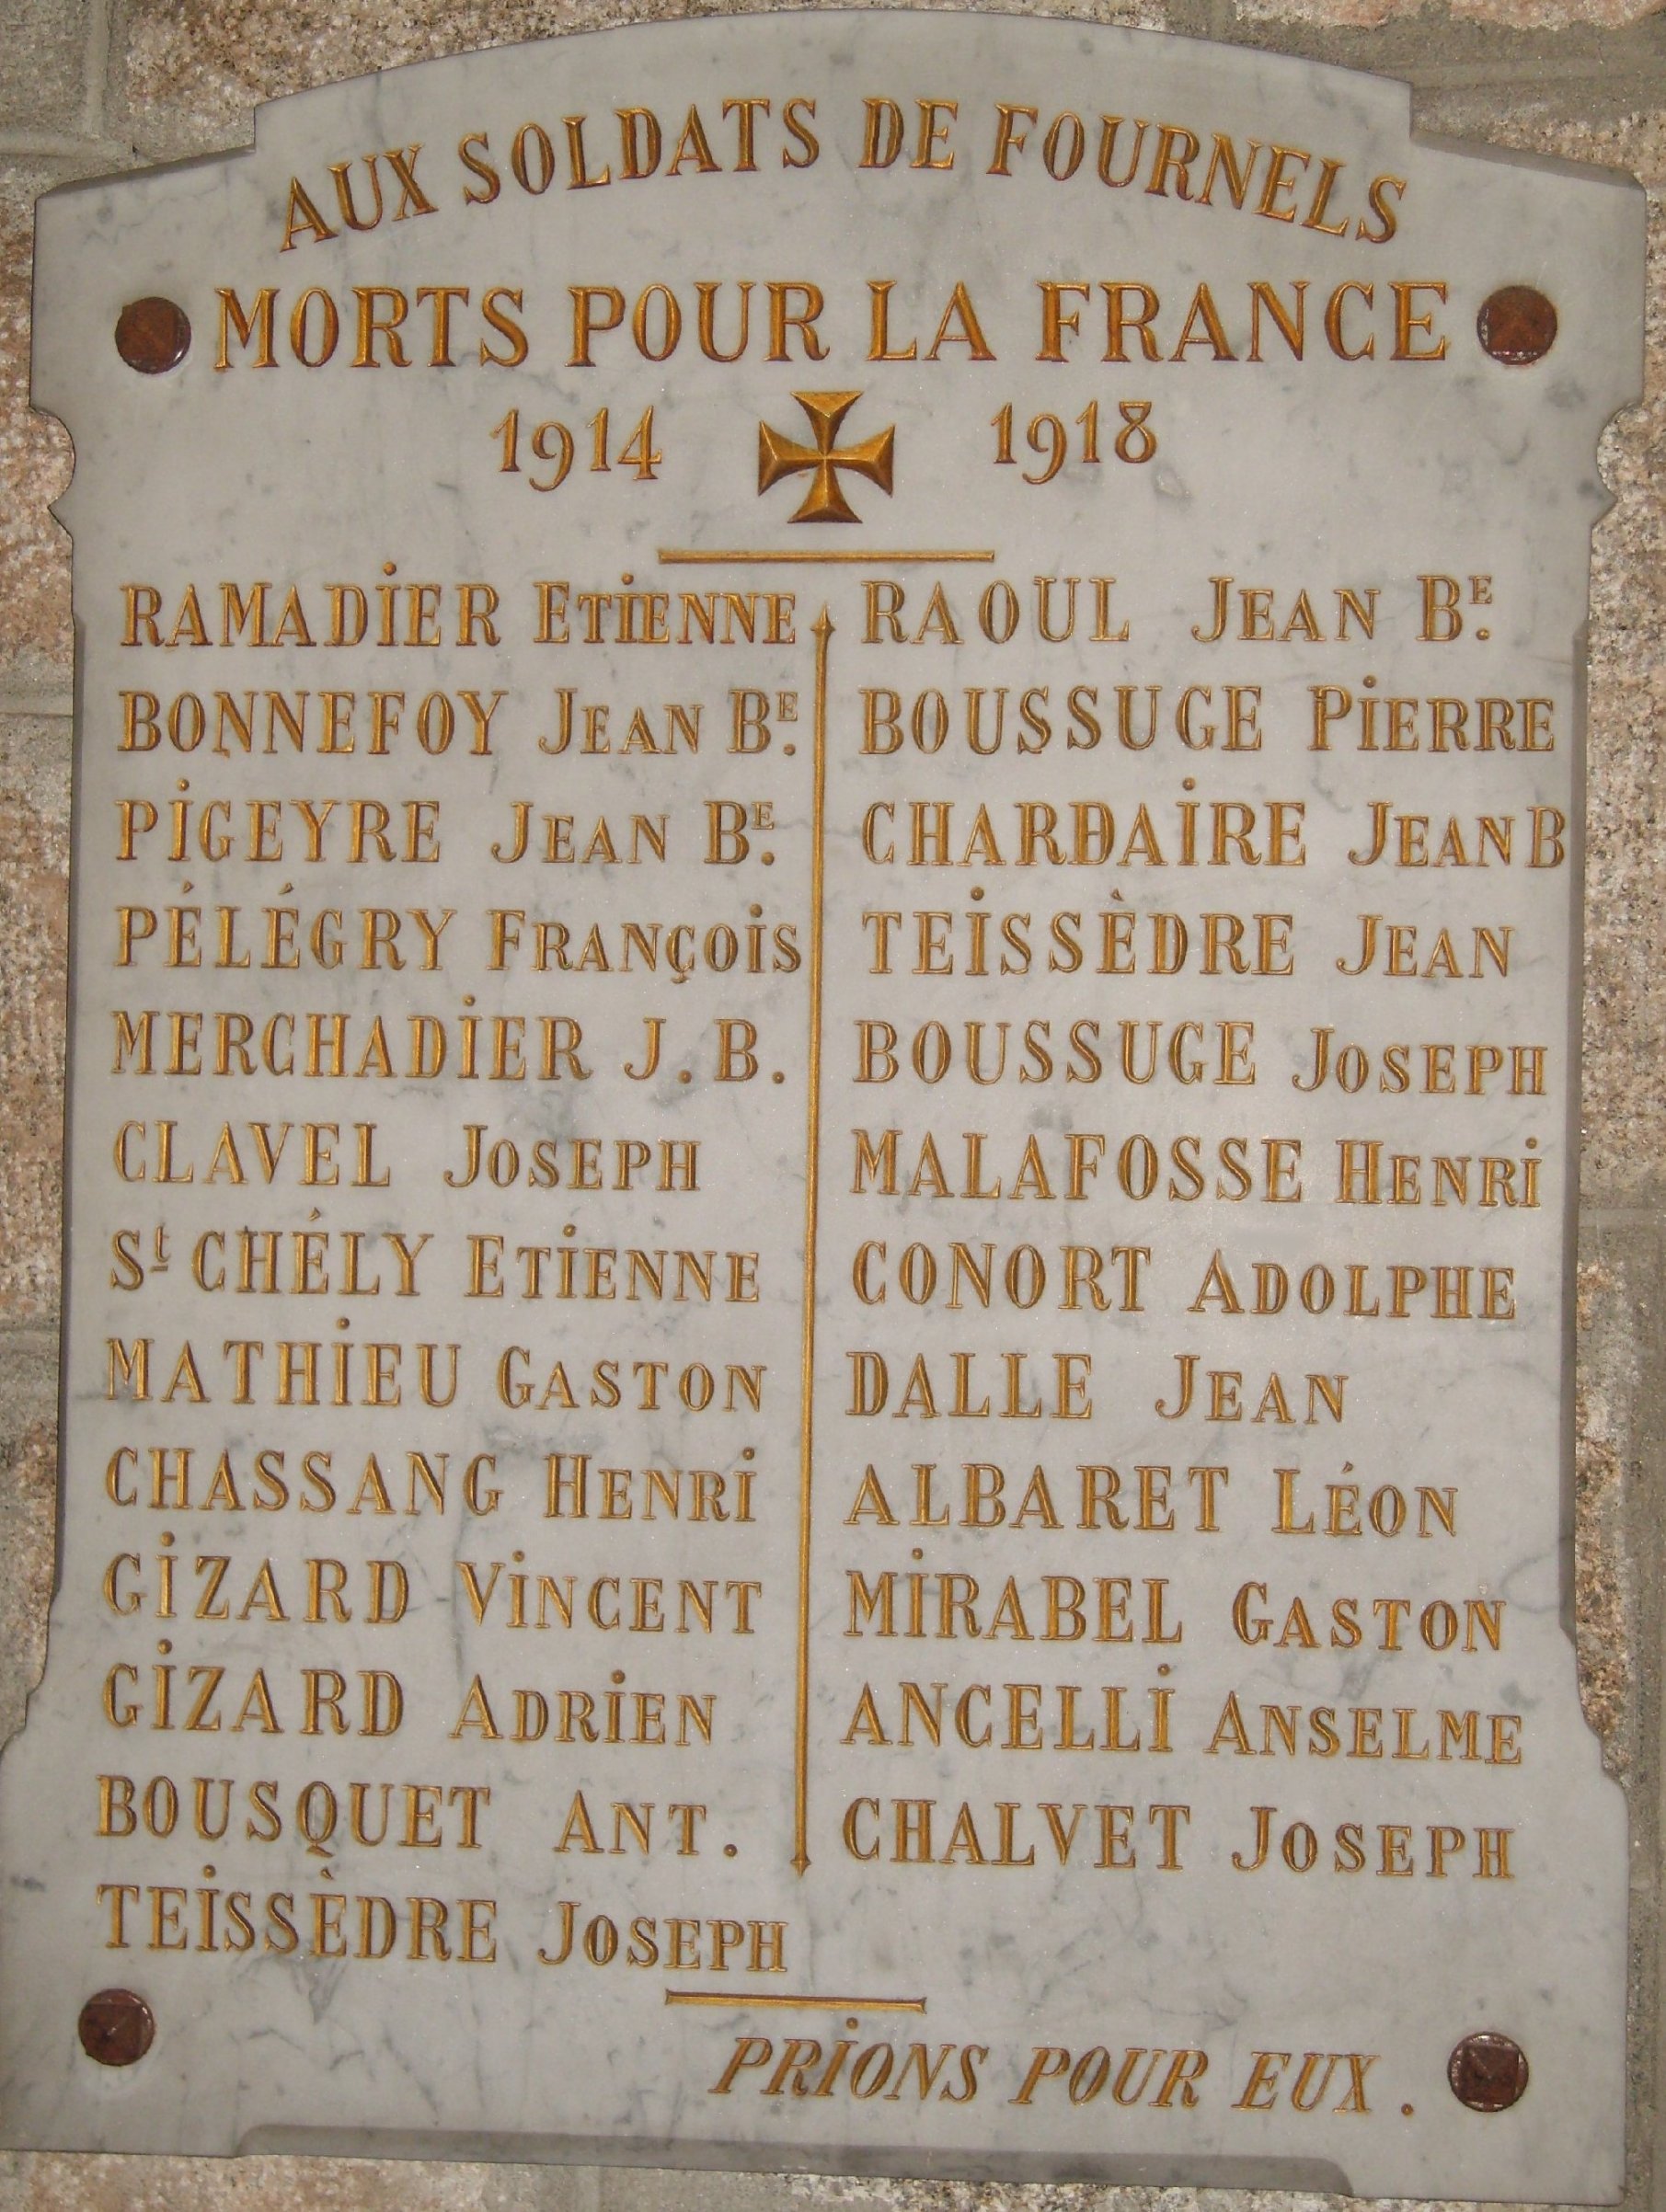 AUX SOLDATS DE FOURNELS
MORTS POUR LA FRANCE
1914 1918
RAMADIER ETIENNE
BONNEFOY JEAN BE.
PIGEYRE JEAN BE.
PÉLÉGRY FRANÇOIS
MERCHADIER J. B.
CLAVEL JOSEPH
St CHÉLY ETIENNE
MATHIEU GASTON
CHASSANG HENRI
GIZARD VINCENT
GIZARD ADRIEN
BOUSQUET ANT.
TEISSÈDRE JOSEPH
RAOUL JEAN BE.
BOUSSUGE PIERRE
CHARDAIRE JEAN B
TEISSÈDRE JEAN
BOUSSUGE JOSEPH
MALAFOSSE HENRI
CONORT ADOLPHE
DALLE JEAN
ALBARET LÉON
MIRABEL GASTON
ANCELLI ANSELME
CHALVET JOSEPH
PRIONS POUR EUX.